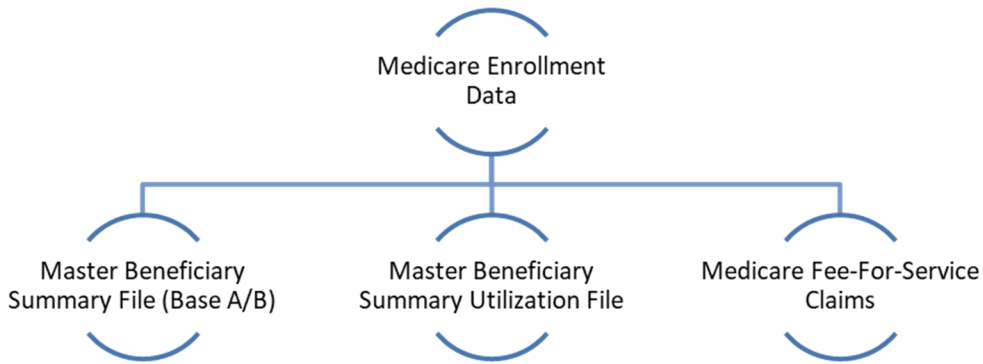 Medicare Enrollment
Data
Master Beneficiary
Summary File (Base A/B)
Master Beneficiary
Summary Utilization File
Medicare Fee-For-Service
Claims